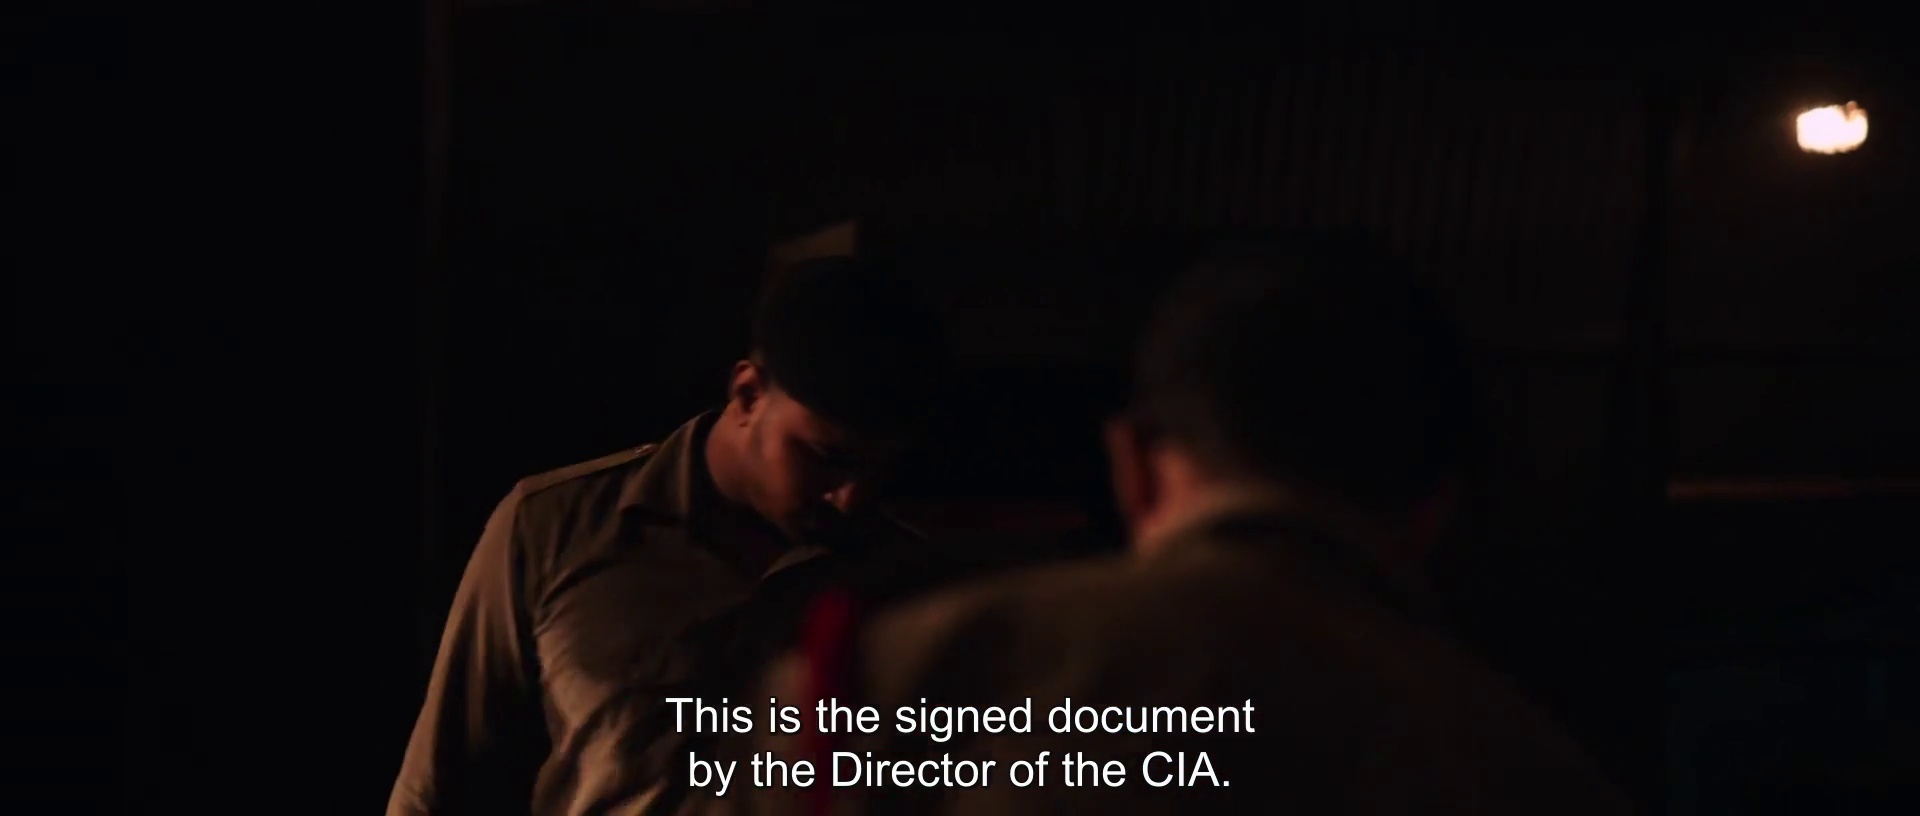 This is the signed document
by the Director of the CIA.